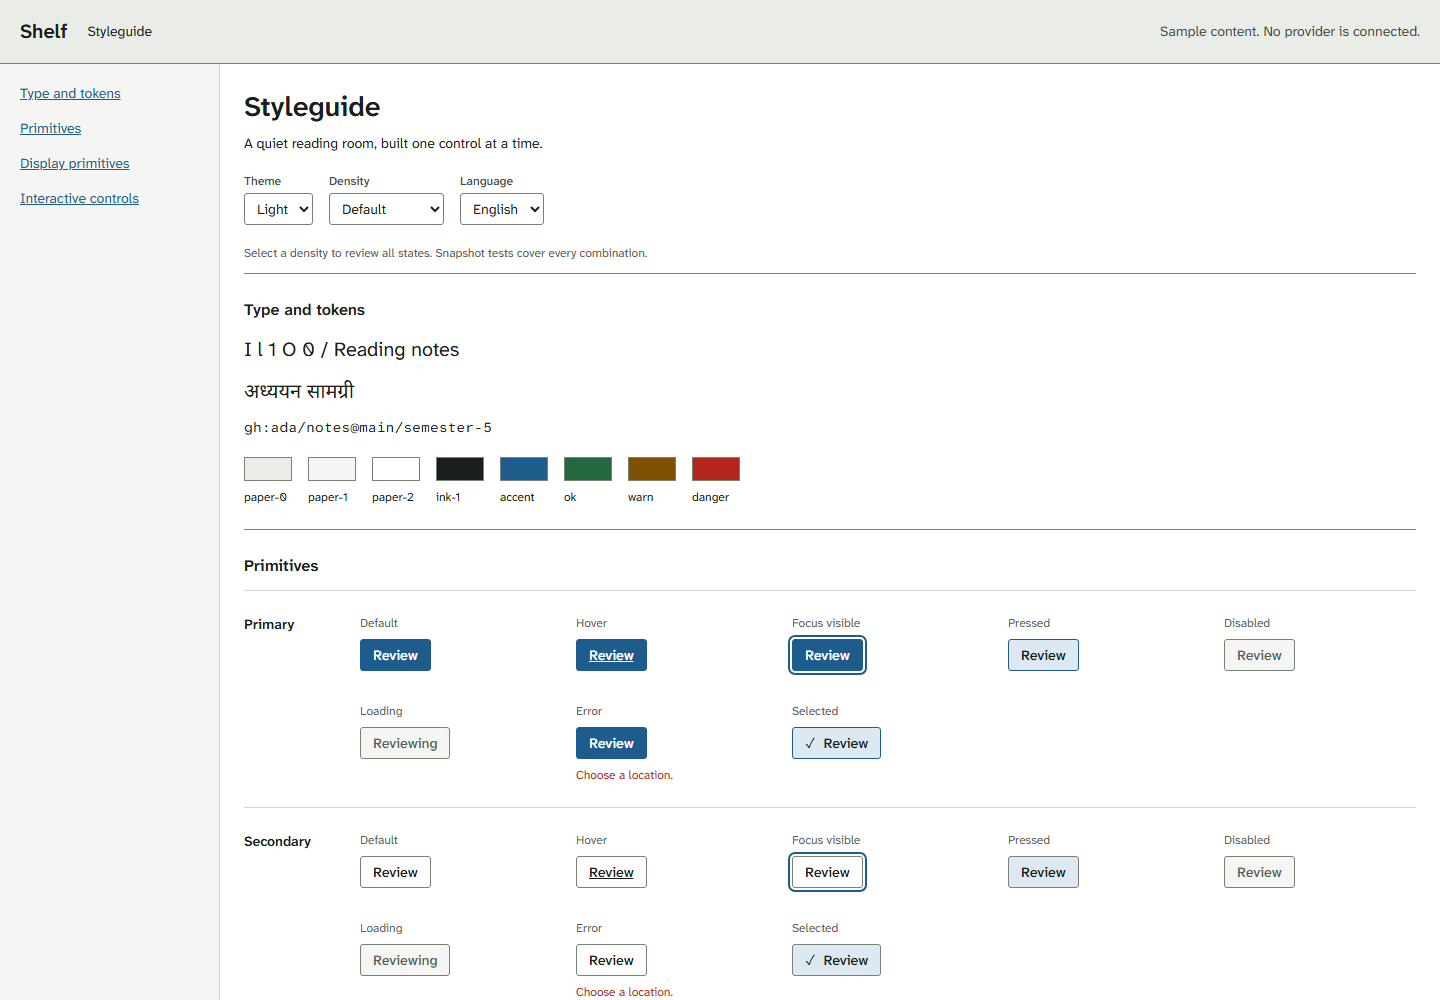 Shelf Styleguide Sample content. No provider is connected.
Type and tokens
Primitives
Display primitives
Interactive controls
Styleguide
A quiet reading room, built one control at a time.
Theme Density Language
Light Default English
Select a density to review all states. Snapshot tests cover every combination.
Type and tokens
I l 1 O 0 / Reading notes
अध्ययन सामग्री
gh:ada/notes@main/semester-5
paper-0 paper-1 paper-2 ink-1 accent ok warn danger
Primitives
Primary Default Hover Focus visible Pressed Disabled
Review Review Review Review Review
Loading Error Selected
Reviewing Review ✓ Review
Choose a location.
Secondary Default Hover Focus visible Pressed Disabled
Review Review Review Review Review
Loading Error Selected
Reviewing Review ✓ Review
Choose a location.